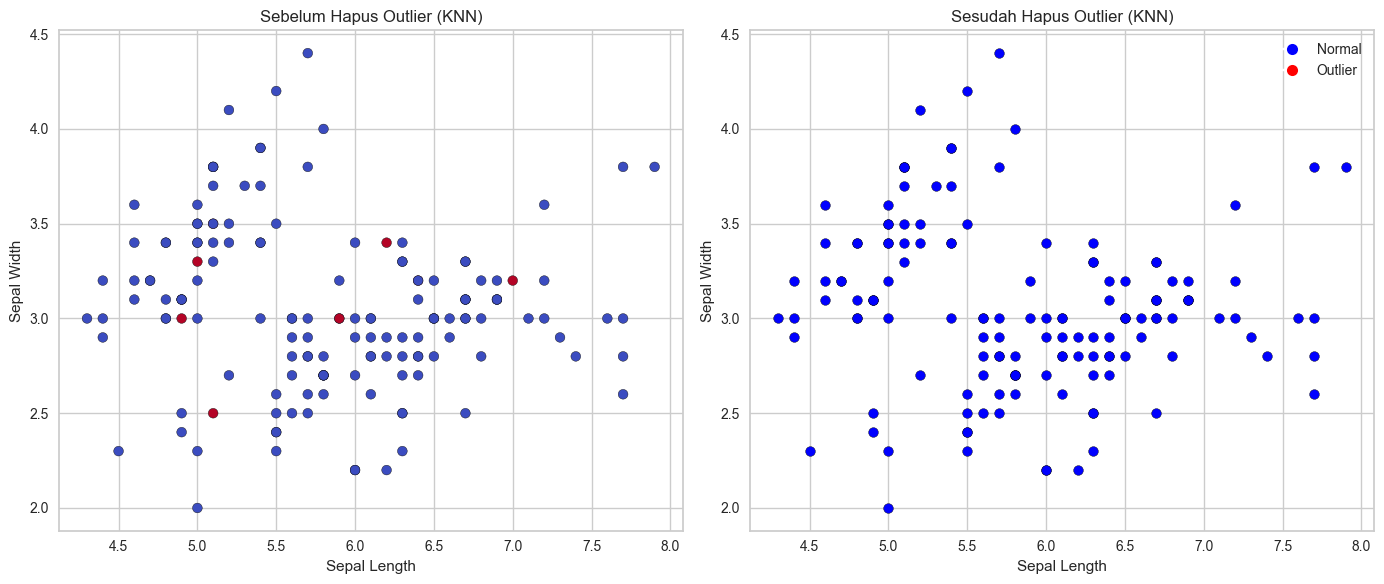 Sebelum Hapus Outlier (KNN)
4.5
4.0
3.5
3.0
2.5
2.0
Sepal Width
4.5 5.0 5.5 6.0 6.5 7.0 7.5 8.0
Sepal Length
Sesudah Hapus Outlier (KNN)
Normal
Outlier
4.5
4.0
3.5
3.0
2.5
2.0
Sepal Width
4.5 5.0 5.5 6.0 6.5 7.0 7.5 8.0
Sepal Length